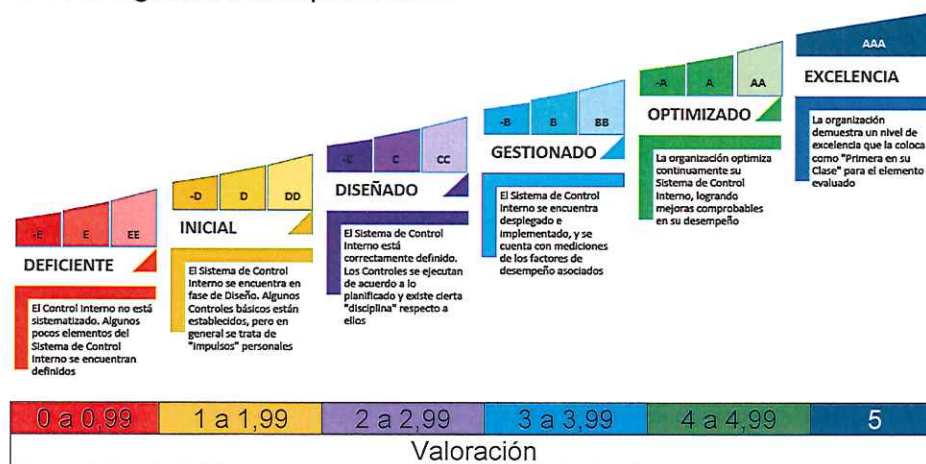 -E E EE
DEFICIENTE
El Control Interno no está
sistematizado. Algunos
pocos elementos del
Sistema de Control
Interno se encuentran
definidos
-D D DD
INICIAL
El Sistema de Control
Interno se encuentra en
fase de Diseño. Algunos
Controles básicos están
establecidos, pero en
general se trata de
"impulsos" personales
C CC
DISEÑADO
El Sistema de Control
Interno está
correctamente definido.
Los Controles se ejecutan
de acuerdo a lo
planificado y existe cierta
"disciplina" respecto a
ellos
-B B BB
GESTIONADO
El Sistema de Control
Interno se encuentra
desplegado e
implementado, y se
cuenta con mediciones
de los factores de
desempeño asociados
-A A AA
OPTIMIZADO
La organización optimiza
continuamente su
Sistema de Control
Interno, logrando
mejoras comprobables
en su desempeño
AAA
EXCELENCIA
La organización
demuestra un nivel de
excelencia que la coloca
como "Primera en su
Clase" para el elemento
evaluado
0 a 0,99 1 a 1,99 2 a 2,99 3 a 3,99 4 a 4,99 5
Valoración